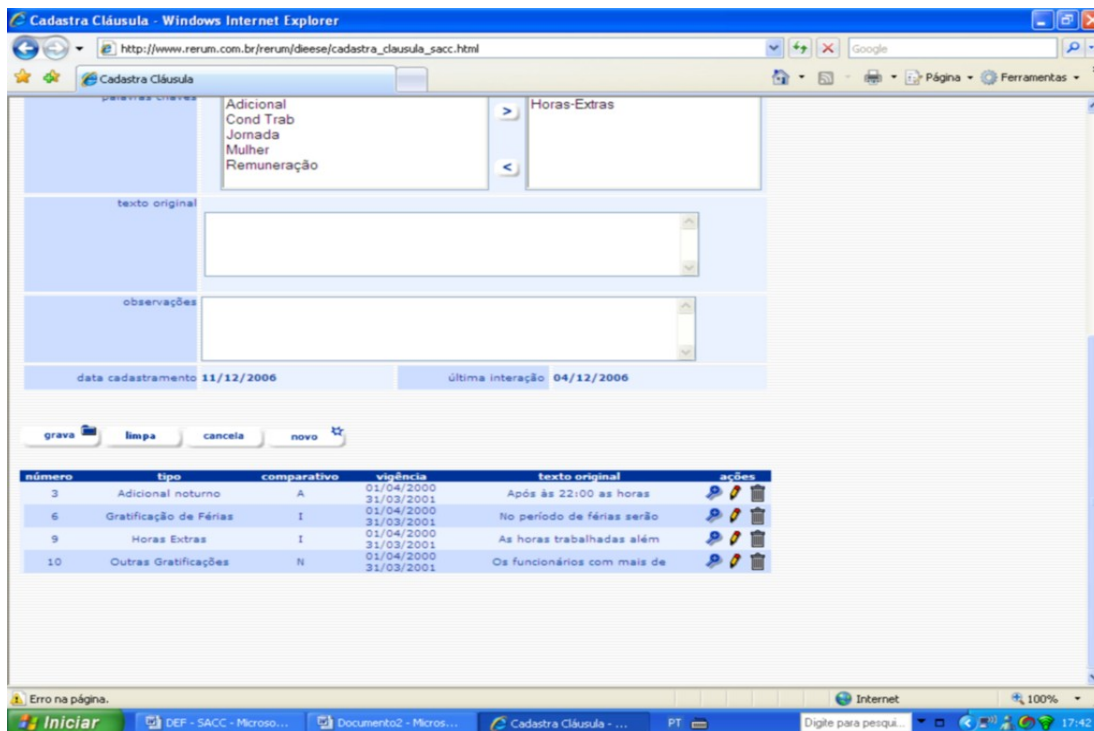 Cadastra Cláusula - Windows Internet Explorer
http://www.rerum.com.br/rerum/dieese/cadastra_clausula_sacc.html
Google
Cadastra Cláusula
Página
Ferramentas
palavras chaves
Adicional
Cond Trab
Jornada
Mulher
Remuneração
>
<
Horas-Extras
texto original
observações
data cadastramento 11/12/2006
última interação 04/12/2006
grava limpa cancela novo
número tipo comparativo vigência texto original ações
3 Adicional noturno A 01/04/2000 31/03/2001 Após ás 22:00 as horas
6 Gratificação de Férias I 01/04/2000 31/03/2001 No período de férias serão
9 Horas Extras I 01/04/2000 31/03/2001 As horas trabalhadas além
10 Outras Gratificações N 01/04/2000 31/03/2001 Os funcionários com mais de
Erro na página.
Internet
100%
Iniciar
DEF - SACC - Microso...
Documento2 - Micros...
Cadastra Cláusula - ...
PT
Digite para pesqui...
17:42